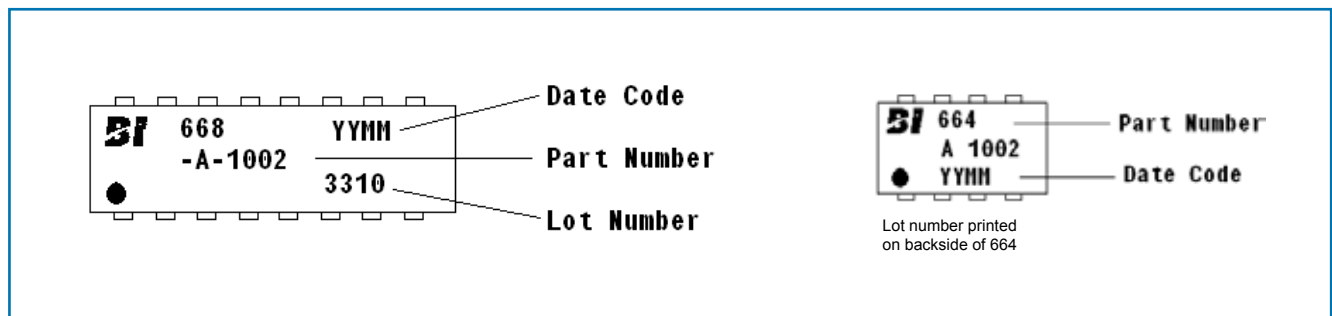 BI 668 YYMM
-A-1002
3310
Date Code
Part Number
Lot Number
BI 664
A 1002
YYMM
Part Number
Date Code
Lot number printed
on backside of 664